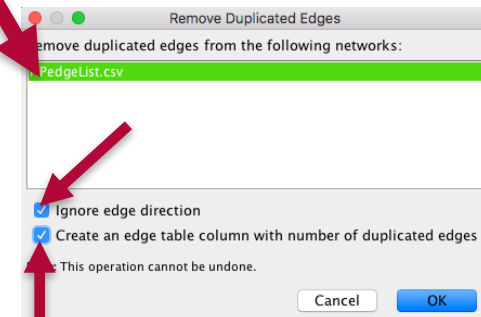 Remove Duplicated Edges
emove duplicated edges from the following networks:
PedgeList.csv
Ignore edge direction
Create an edge table column with number of duplicated edges
This operation cannot be undone.
Cancel
OK